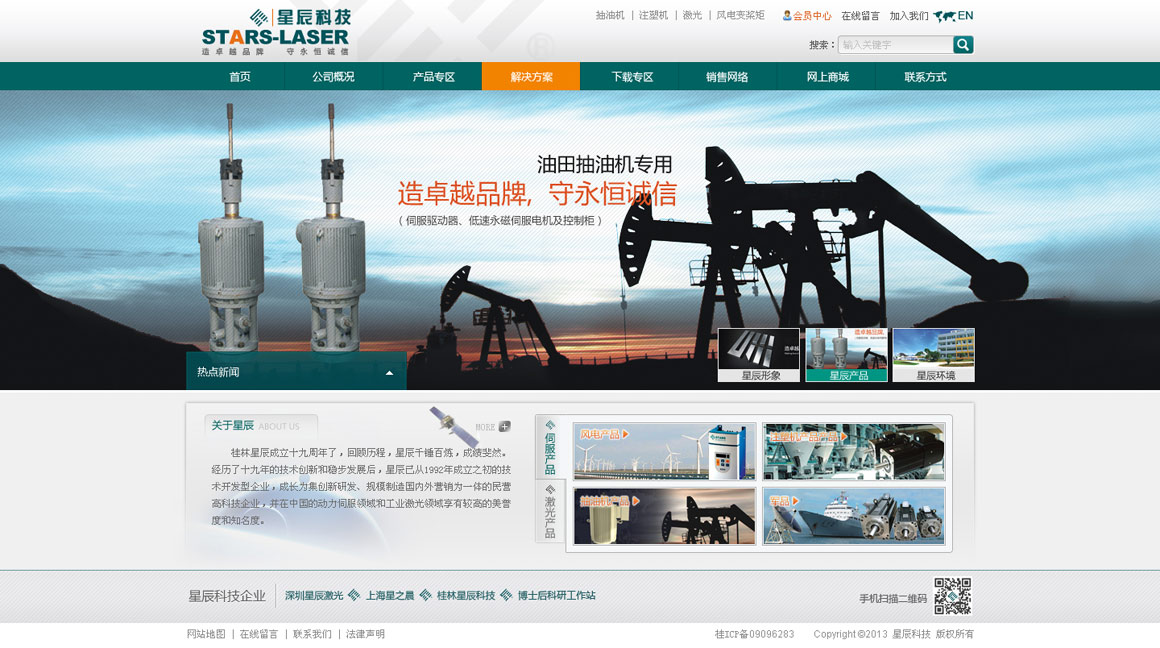 星辰科技
STARS-LASER
造卓越品牌 守永恒诚信
抽油机 | 注塑机 | 激光 | 风电变桨矩
会员中心 在线留言 加入我们 EN
搜索： 输入关键字
首页 公司概况 产品专区 解决方案 下载专区 销售网络 网上商城 联系方式
油田抽油机专用
造卓越品牌, 守永恒诚信
( 伺服驱动器、低速永磁伺服电机及控制柜 )
热点新闻
星辰形象 星辰产品 星辰环境
关于星辰 ABOUT US MORE
桂林星辰成立十九周年了，回顾历程，星辰千锤百炼，成绩斐然。
经历了十九年的技术创新和稳步发展后，星辰已从1992年成立之初的技
术开发型企业，成长为集创新研发、规模制造国内外营销为一体的民营
高科技企业，并在中国的动力伺服领域和工业激光领域享有较高的美誉
度和知名度。
伺服产品
激光产品
风电产品
注塑机产品产品
抽油机产品
军品
星辰科技企业 深圳星辰激光 上海星之晨 桂林星辰科技 博士后科研工作站
手机扫描二维码
网站地图 | 在线留言 | 联系我们 | 法律声明
桂ICP备09096283 Copyright©2013 星辰科技 版权所有